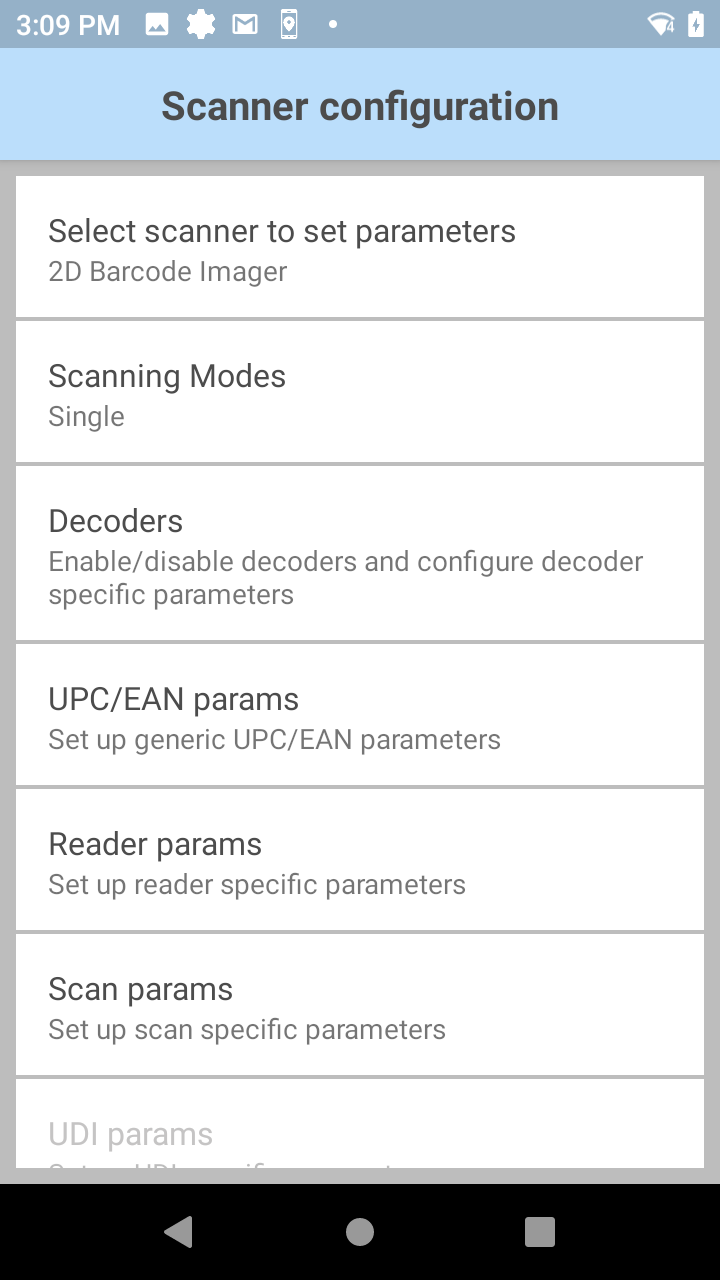 3:09 PM
Scanner configuration
Select scanner to set parameters
2D Barcode Imager
Scanning Modes
Single
Decoders
Enable/disable decoders and configure decoder
specific parameters
UPC/EAN params
Set up generic UPC/EAN parameters
Reader params
Set up reader specific parameters
Scan params
Set up scan specific parameters
UDI params